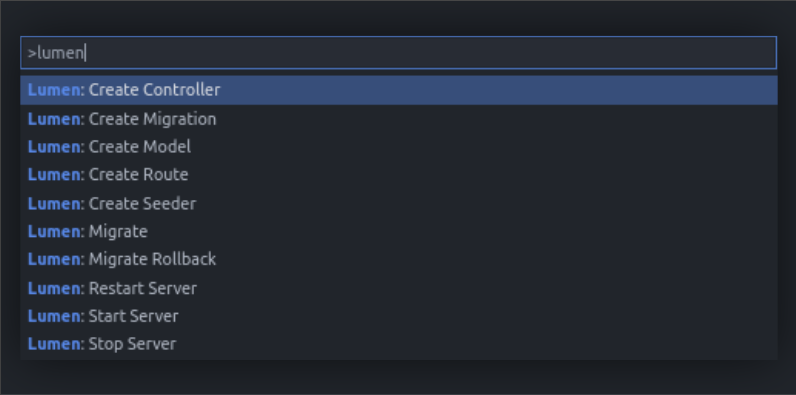 >lumen
Lumen: Create Controller
Lumen: Create Migration
Lumen: Create Model
Lumen: Create Route
Lumen: Create Seeder
Lumen: Migrate
Lumen: Migrate Rollback
Lumen: Restart Server
Lumen: Start Server
Lumen: Stop Server